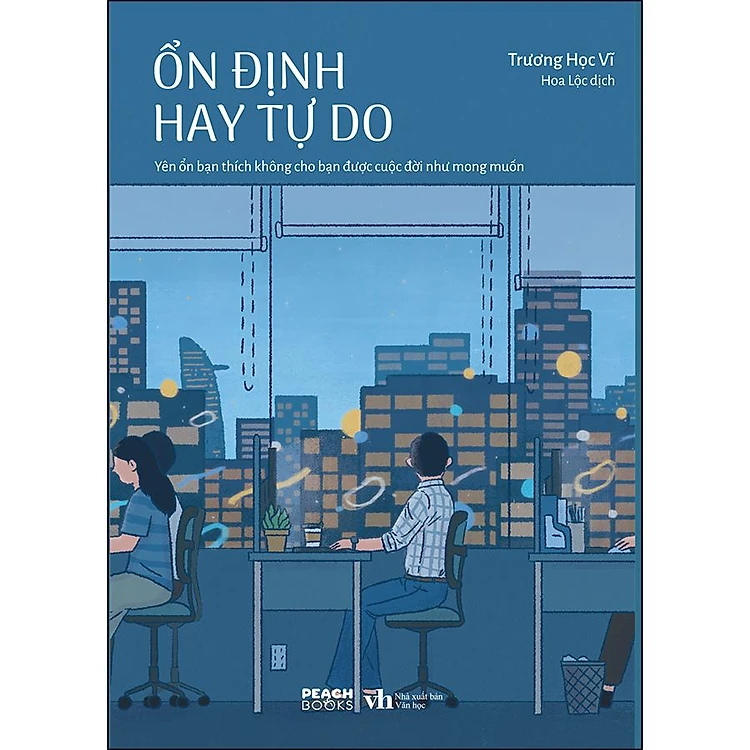 ỔN ĐỊNH
HAY TỰ DO
Trương Học Vĩ
Hoa Lộc dịch
Yên ổn bạn thích không cho bạn được cuộc đời như mong muốn
PEACH
BOOKS
vh
Nhà xuất bản
Văn học